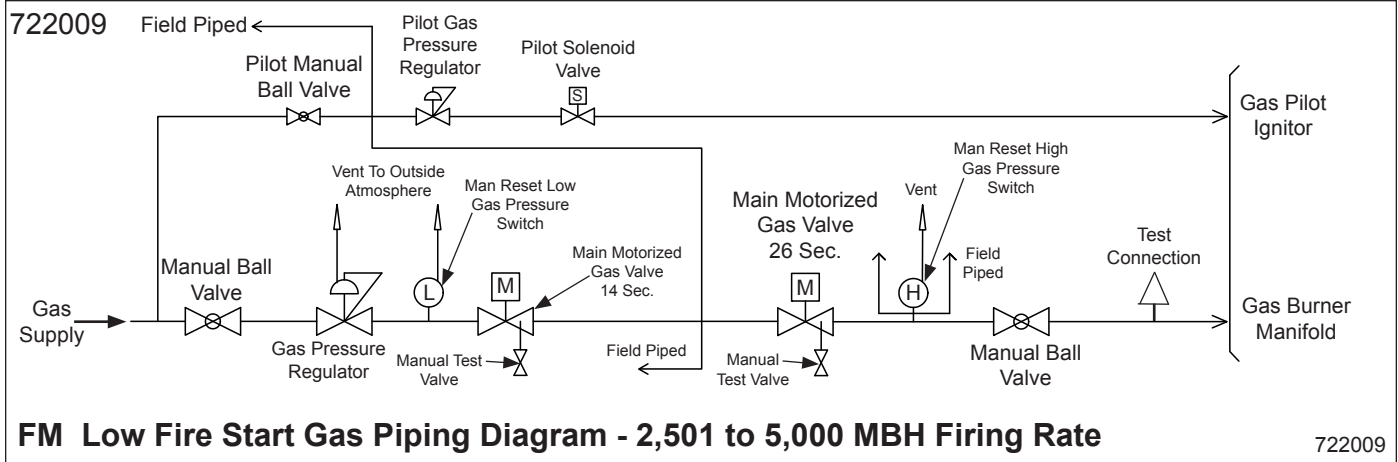 722009
Field Piped
Pilot Gas
Pressure
Regulator
Pilot Solenoid
Valve
Pilot Manual
Ball Valve
S
Gas Pilot
Ignitor
Vent To Outside
Atmosphere
Man Reset Low
Gas Pressure
Switch
Main Motorized
Gas Valve
14 Sec.
Main Motorized
Gas Valve
26 Sec.
Vent
Man Reset High
Gas Pressure
Switch
Field
Piped
Test
Connection
Manual Ball
Valve
L
M
M
H
Gas
Supply
Gas Burner
Manifold
Gas Pressure
Regulator
Manual Test
Valve
Field Piped
Manual
Test Valve
Manual Ball
Valve
FM Low Fire Start Gas Piping Diagram - 2,501 to 5,000 MBH Firing Rate
722009